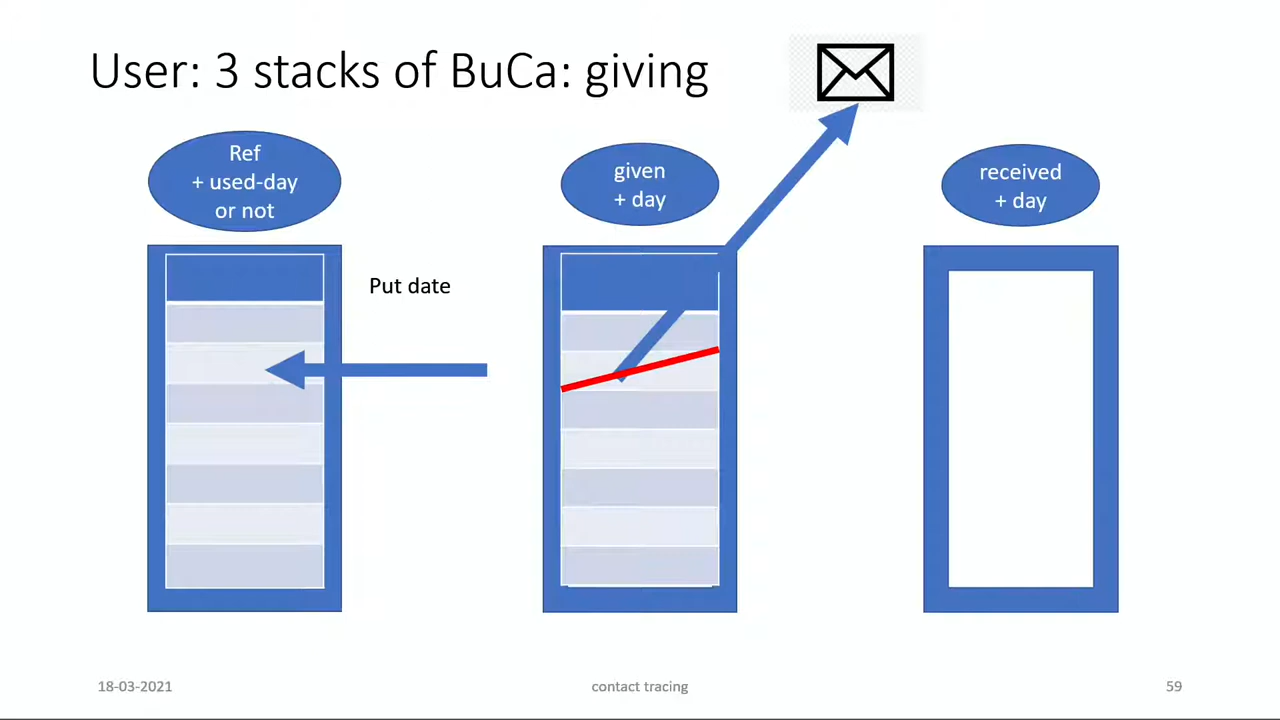 User: 3 stacks of BuCa: giving
Ref
+ used-day
or not
given
+ day
received
+ day
Put date
18-03-2021
contact tracing
59